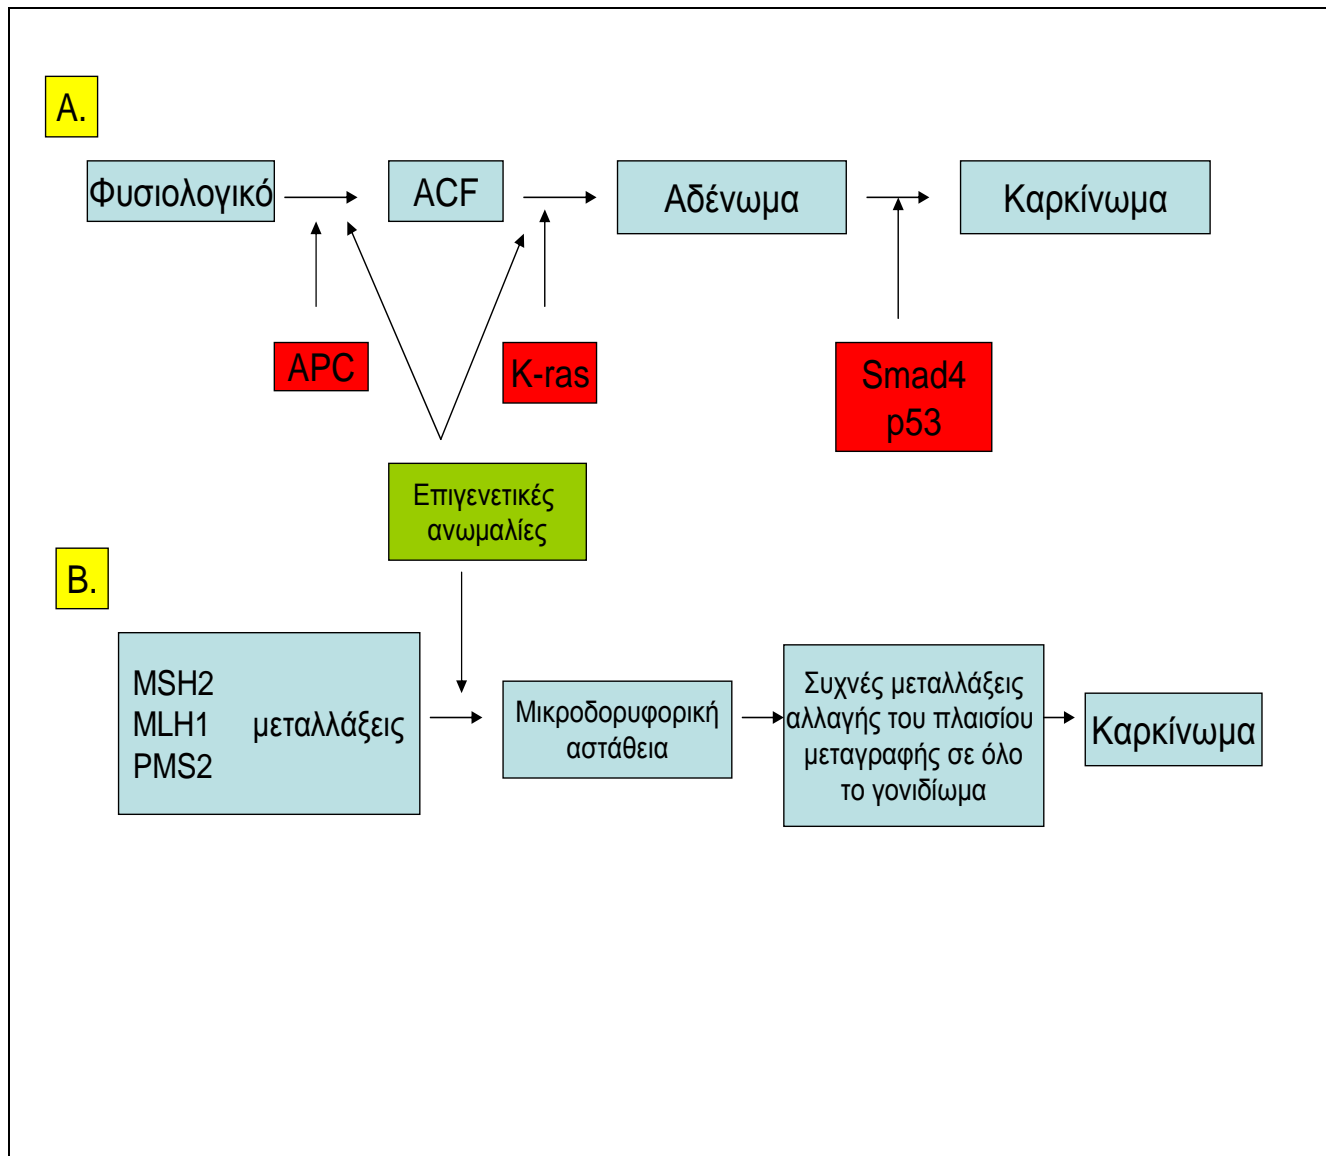 A.
Φυσιολογικό
ACF
Αδένωμα
Καρκίνωμα
APC
K-ras
Smad4
p53
Επιγενετικές
ανωμαλίες
B.
MSH2
MLH1 μεταλλάξεις
PMS2
Μικροδορυφορική
αστάθεια
Συχνές μεταλλάξεις
αλλαγής του πλαισίου
μεταγραφής σε όλο
το γονιδίωμα
Καρκίνωμα